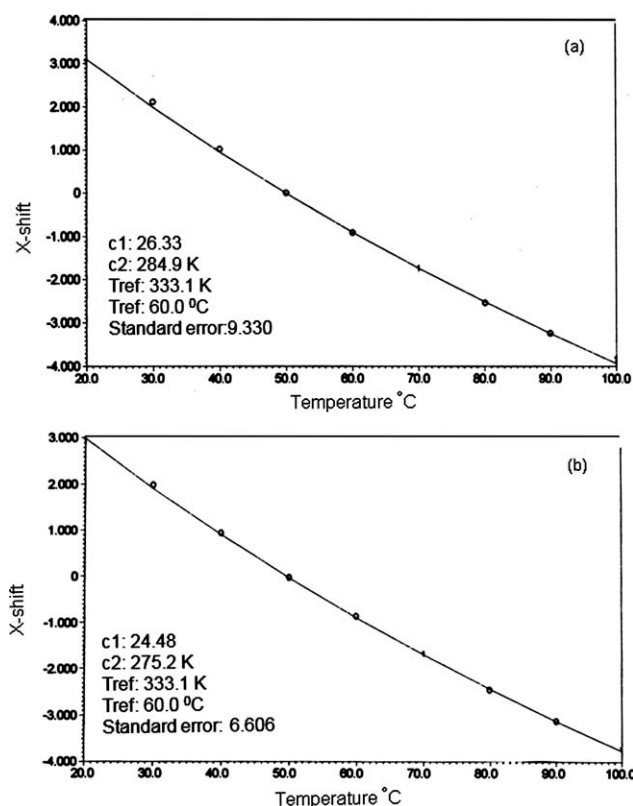 4.000
(a)
3.000
2.000
1.000
0
-1.000
-2.000
-3.000
-4.000
X-shift
c1: 26.33
c2: 284.9 K
Tref: 333.1 K
Tref: 60.0 ⁰C
Standard error:9.330
20.0 30.0 40.0 50.0 60.0 70.0 80.0 90.0 100.0
Temperature °C
3.000
(b)
2.000
1.000
0
-1.000
-2.000
-3.000
-4.000
X-shift
c1: 24.48
c2: 275.2 K
Tref: 333.1 K
Tref: 60.0 ⁰C
Standard error: 6.606
20.0 30.0 40.0 50.0 60.0 70.0 80.0 90.0 100.0
Temperature °C